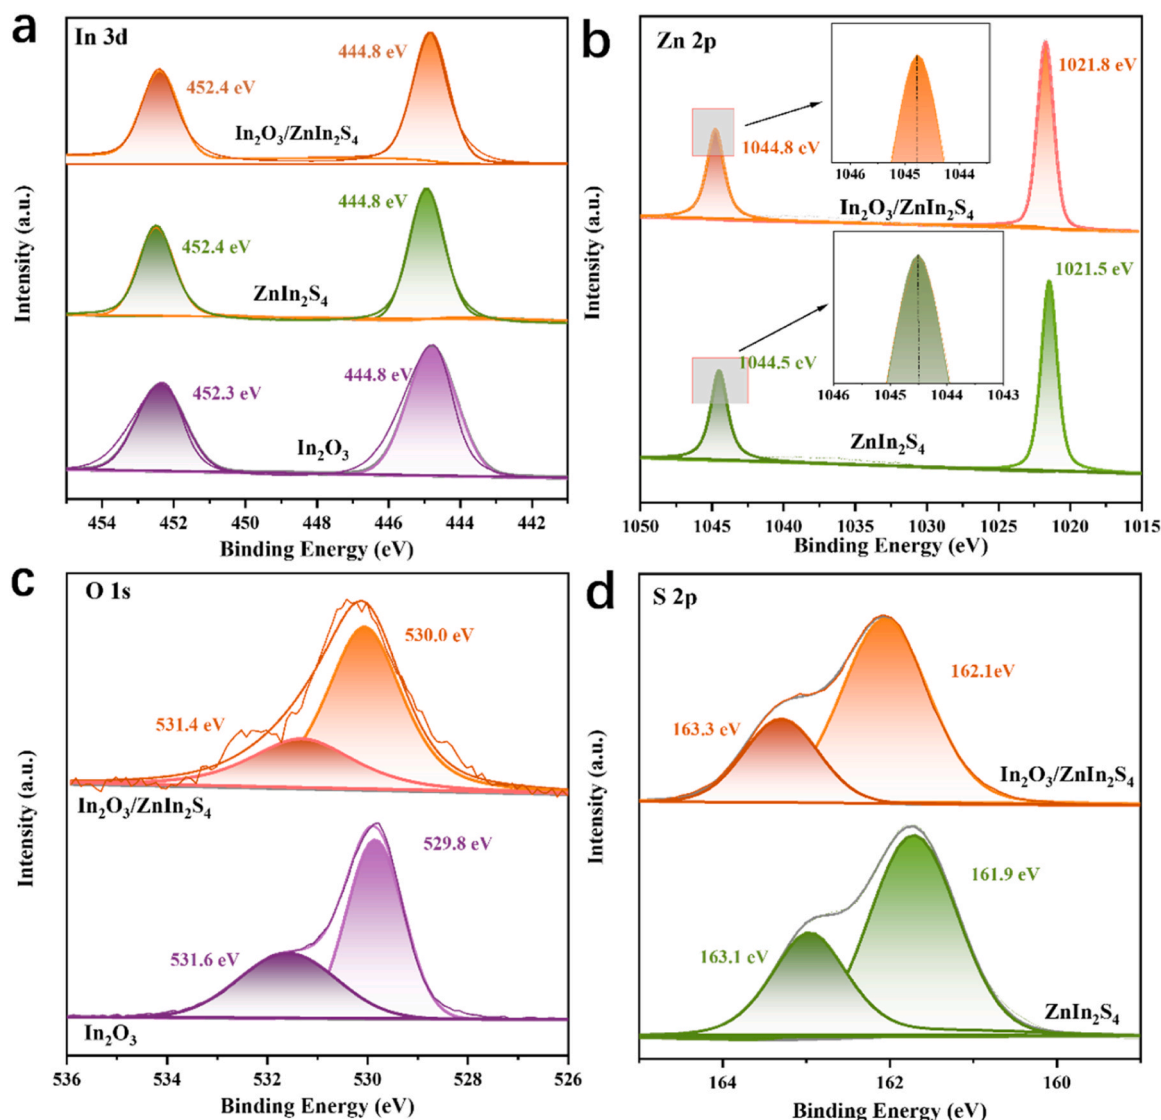 a
In 3d
444.8 eV
452.4 eV
In₂O₃/ZnIn₂S₄
444.8 eV
452.4 eV
ZnIn₂S₄
444.8 eV
452.3 eV
In₂O₃
Intensity (a.u.)
454 452 450 448 446 444 442
Binding Energy (eV)
b
Zn 2p
1021.8 eV
1044.8 eV
1046 1045 1044
In₂O₃/ZnIn₂S₄
1021.5 eV
1044.5 eV
1046 1045 1044 1043
ZnIn₂S₄
Intensity (a.u.)
1050 1045 1040 1035 1030 1025 1020 1015
Binding Energy (eV)
c
O 1s
530.0 eV
531.4 eV
In₂O₃/ZnIn₂S₄
529.8 eV
531.6 eV
In₂O₃
Intensity (a.u.)
536 534 532 530 528 526
Binding Energy (eV)
d
S 2p
162.1eV
163.3 eV
In₂O₃/ZnIn₂S₄
161.9 eV
163.1 eV
ZnIn₂S₄
Intensity (a.u.)
164 162 160
Binding Energy (eV)